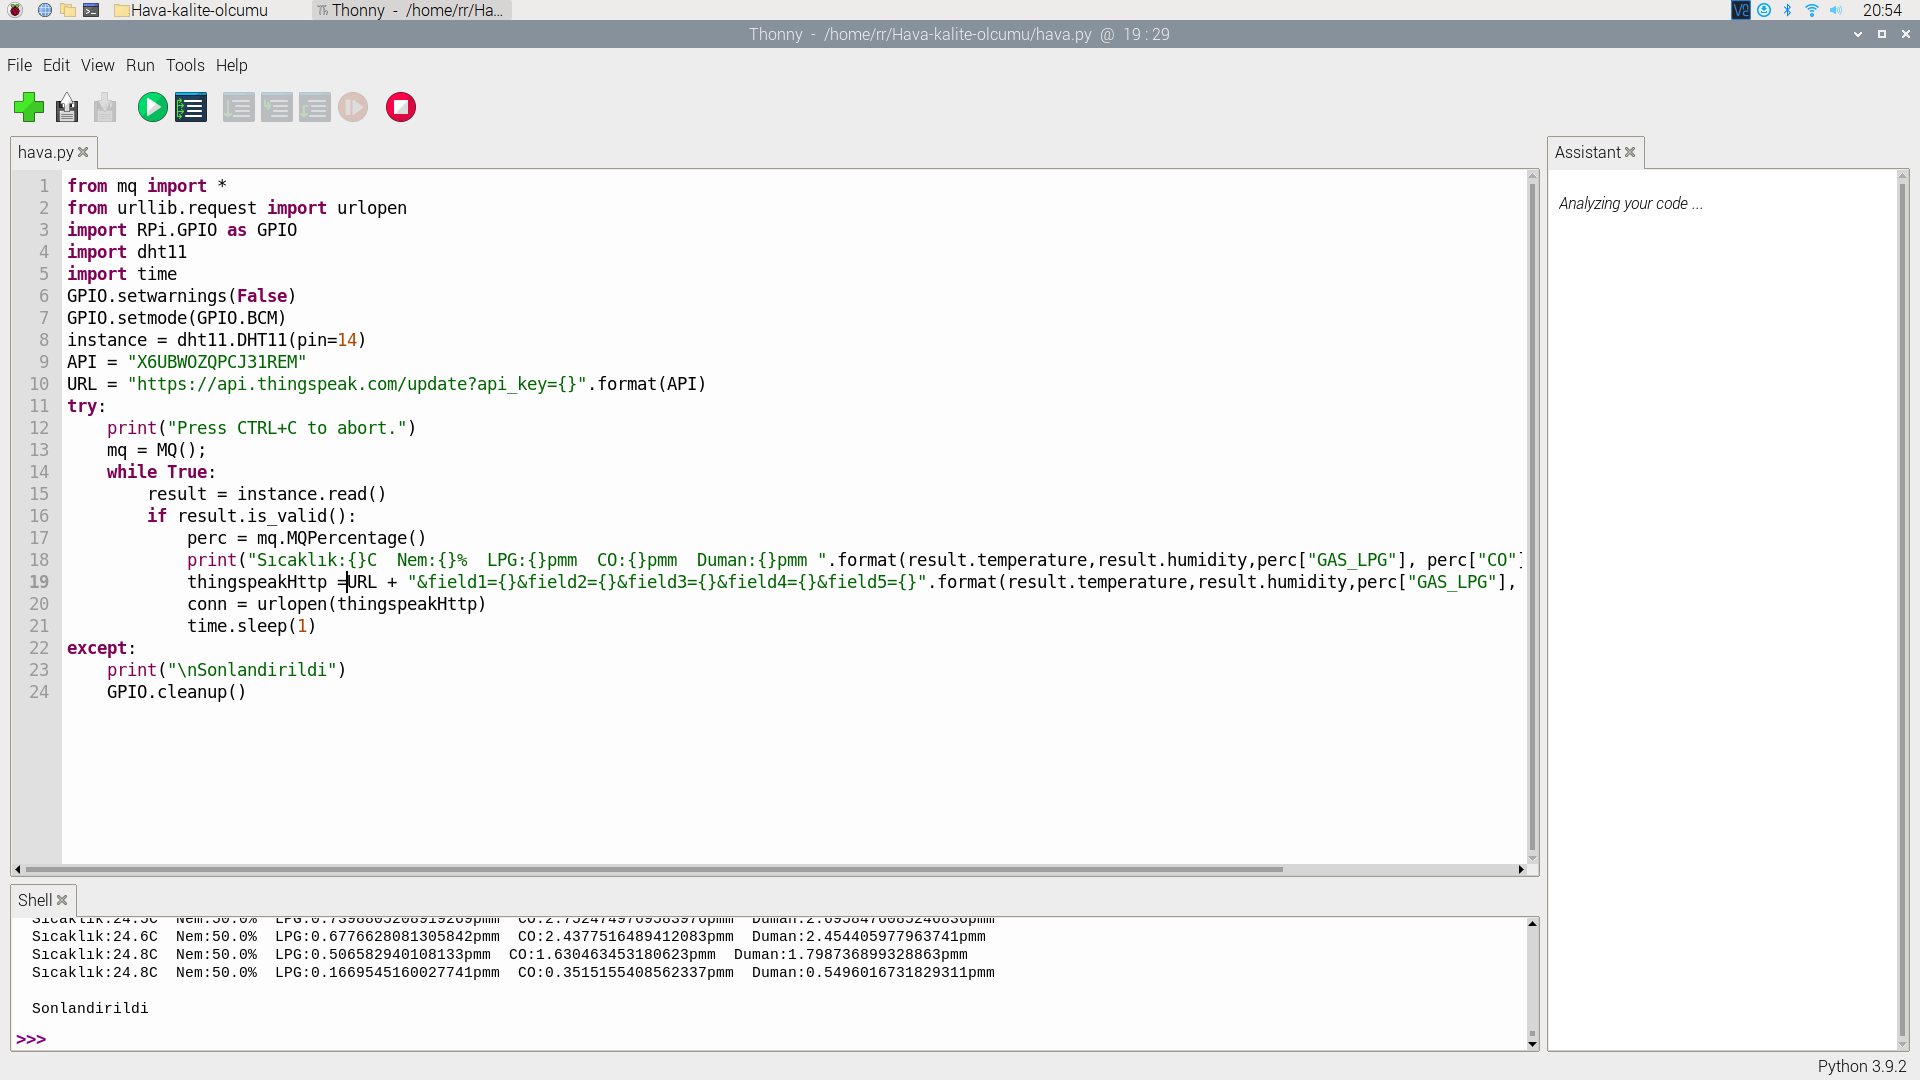 Hava-kalite-olcumu
Thonny - /home/rr/Ha...
20:54
Thonny - /home/rr/Hava-kalite-olcumu/hava.py @ 19 : 29
File Edit View Run Tools Help
hava.py
1 from mq import *
2 from urllib.request import urlopen
3 import RPi.GPIO as GPIO
4 import dht11
5 import time
6 GPIO.setwarnings(False)
7 GPIO.setmode(GPIO.BCM)
8 instance = dht11.DHT11(pin=14)
9 API = "X6UBWOZQPCJ31REM"
10 URL = "https://api.thingspeak.com/update?api_key={}".format(API)
11 try:
12     print("Press CTRL+C to abort.")
13     mq = MQ();
14     while True:
15         result = instance.read()
16         if result.is_valid():
17             perc = mq.MQPercentage()
18             print("Sıcaklık:{}C  Nem:{}%  LPG:{}pmm  CO:{}pmm  Duman:{}pmm ".format(result.temperature,result.humidity,perc["GAS_LPG"], perc["CO"]
19             thingspeakHttp =URL + "&field1={}&field2={}&field3={}&field4={}&field5={}".format(result.temperature,result.humidity,perc["GAS_LPG"],
20             conn = urlopen(thingspeakHttp)
21             time.sleep(1)
22 except:
23     print("\nSonlandirildi")
24     GPIO.cleanup()
Assistant
Analyzing your code ...
Shell
Sıcaklık:24.5C  Nem:50.0%
Sıcaklık:24.6C  Nem:50.0%  LPG:0.6776628081305842pmm  CO:2.4377516489412083pmm  Duman:2.454405977963741pmm
Sıcaklık:24.8C  Nem:50.0%  LPG:0.506582940108133pmm  CO:1.630463453180623pmm  Duman:1.798736899328863pmm
Sıcaklık:24.8C  Nem:50.0%  LPG:0.1669545160027741pmm  CO:0.3515155408562337pmm  Duman:0.5496016731829311pmm
Sonlandirildi
>>>
Python 3.9.2